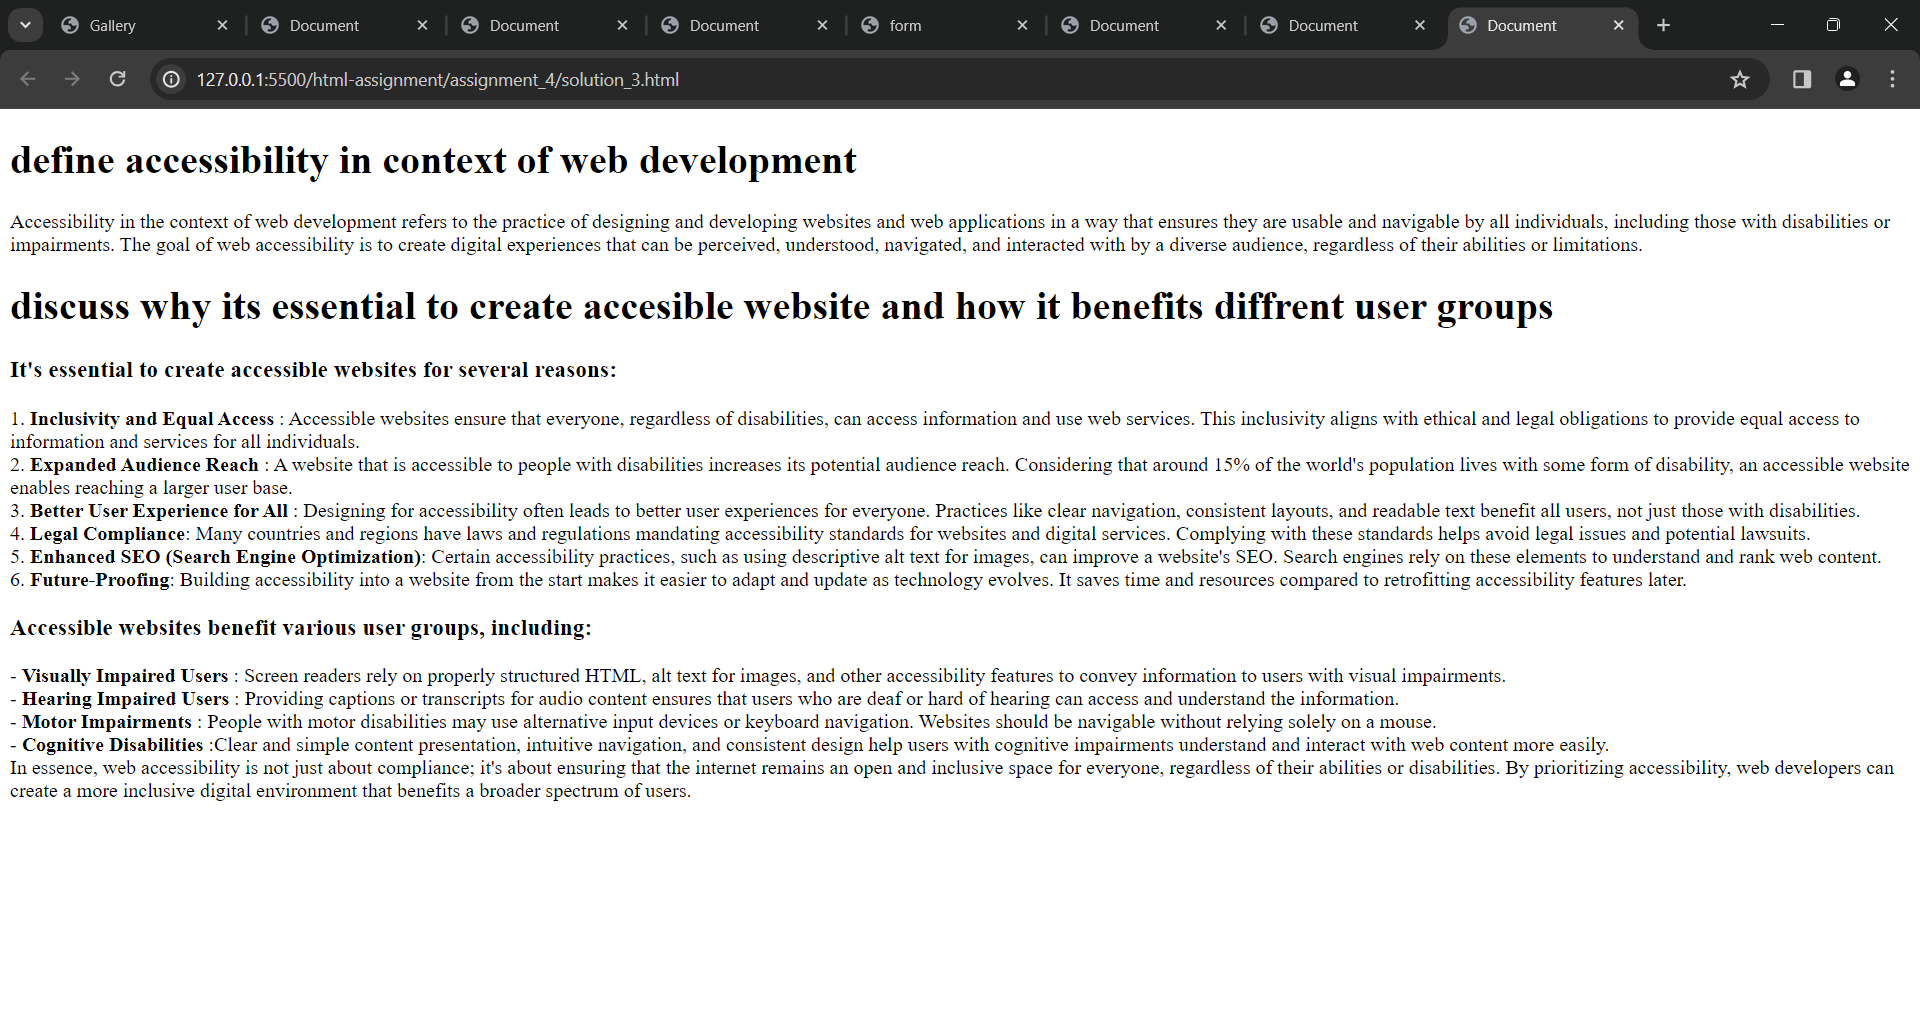 Gallery Document Document Document form Document Document Document
127.0.0.1:5500/html-assignment/assignment_4/solution_3.html
define accessibility in context of web development
Accessibility in the context of web development refers to the practice of designing and developing websites and web applications in a way that ensures they are usable and navigable by all individuals, including those with disabilities or
impairments. The goal of web accessibility is to create digital experiences that can be perceived, understood, navigated, and interacted with by a diverse audience, regardless of their abilities or limitations.
discuss why its essential to create accesible website and how it benefits diffrent user groups
It's essential to create accessible websites for several reasons:
1. Inclusivity and Equal Access : Accessible websites ensure that everyone, regardless of disabilities, can access information and use web services. This inclusivity aligns with ethical and legal obligations to provide equal access to
information and services for all individuals.
2. Expanded Audience Reach : A website that is accessible to people with disabilities increases its potential audience reach. Considering that around 15% of the world's population lives with some form of disability, an accessible website
enables reaching a larger user base.
3. Better User Experience for All : Designing for accessibility often leads to better user experiences for everyone. Practices like clear navigation, consistent layouts, and readable text benefit all users, not just those with disabilities.
4. Legal Compliance: Many countries and regions have laws and regulations mandating accessibility standards for websites and digital services. Complying with these standards helps avoid legal issues and potential lawsuits.
5. Enhanced SEO (Search Engine Optimization): Certain accessibility practices, such as using descriptive alt text for images, can improve a website's SEO. Search engines rely on these elements to understand and rank web content.
6. Future-Proofing: Building accessibility into a website from the start makes it easier to adapt and update as technology evolves. It saves time and resources compared to retrofitting accessibility features later.
Accessible websites benefit various user groups, including:
- Visually Impaired Users : Screen readers rely on properly structured HTML, alt text for images, and other accessibility features to convey information to users with visual impairments.
- Hearing Impaired Users : Providing captions or transcripts for audio content ensures that users who are deaf or hard of hearing can access and understand the information.
- Motor Impairments : People with motor disabilities may use alternative input devices or keyboard navigation. Websites should be navigable without relying solely on a mouse.
- Cognitive Disabilities :Clear and simple content presentation, intuitive navigation, and consistent design help users with cognitive impairments understand and interact with web content more easily.
In essence, web accessibility is not just about compliance; it's about ensuring that the internet remains an open and inclusive space for everyone, regardless of their abilities or disabilities. By prioritizing accessibility, web developers can
create a more inclusive digital environment that benefits a broader spectrum of users.